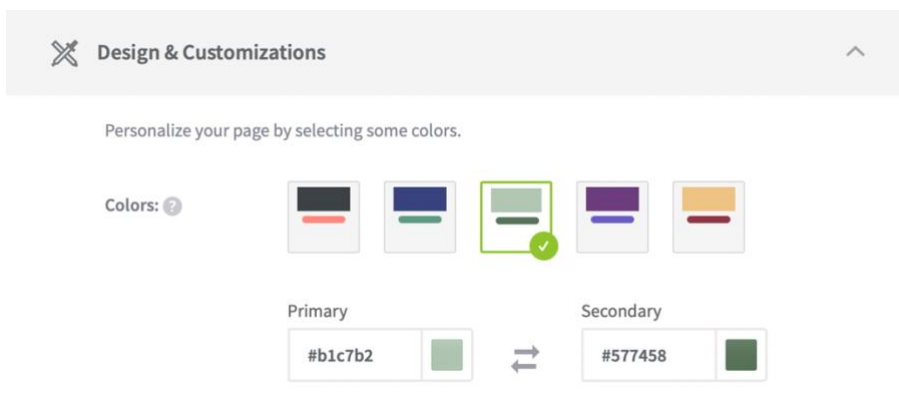 Design & Customizations
Personalize your page by selecting some colors.
Colors: ?
Primary
Secondary
#b1c7b2
#577458